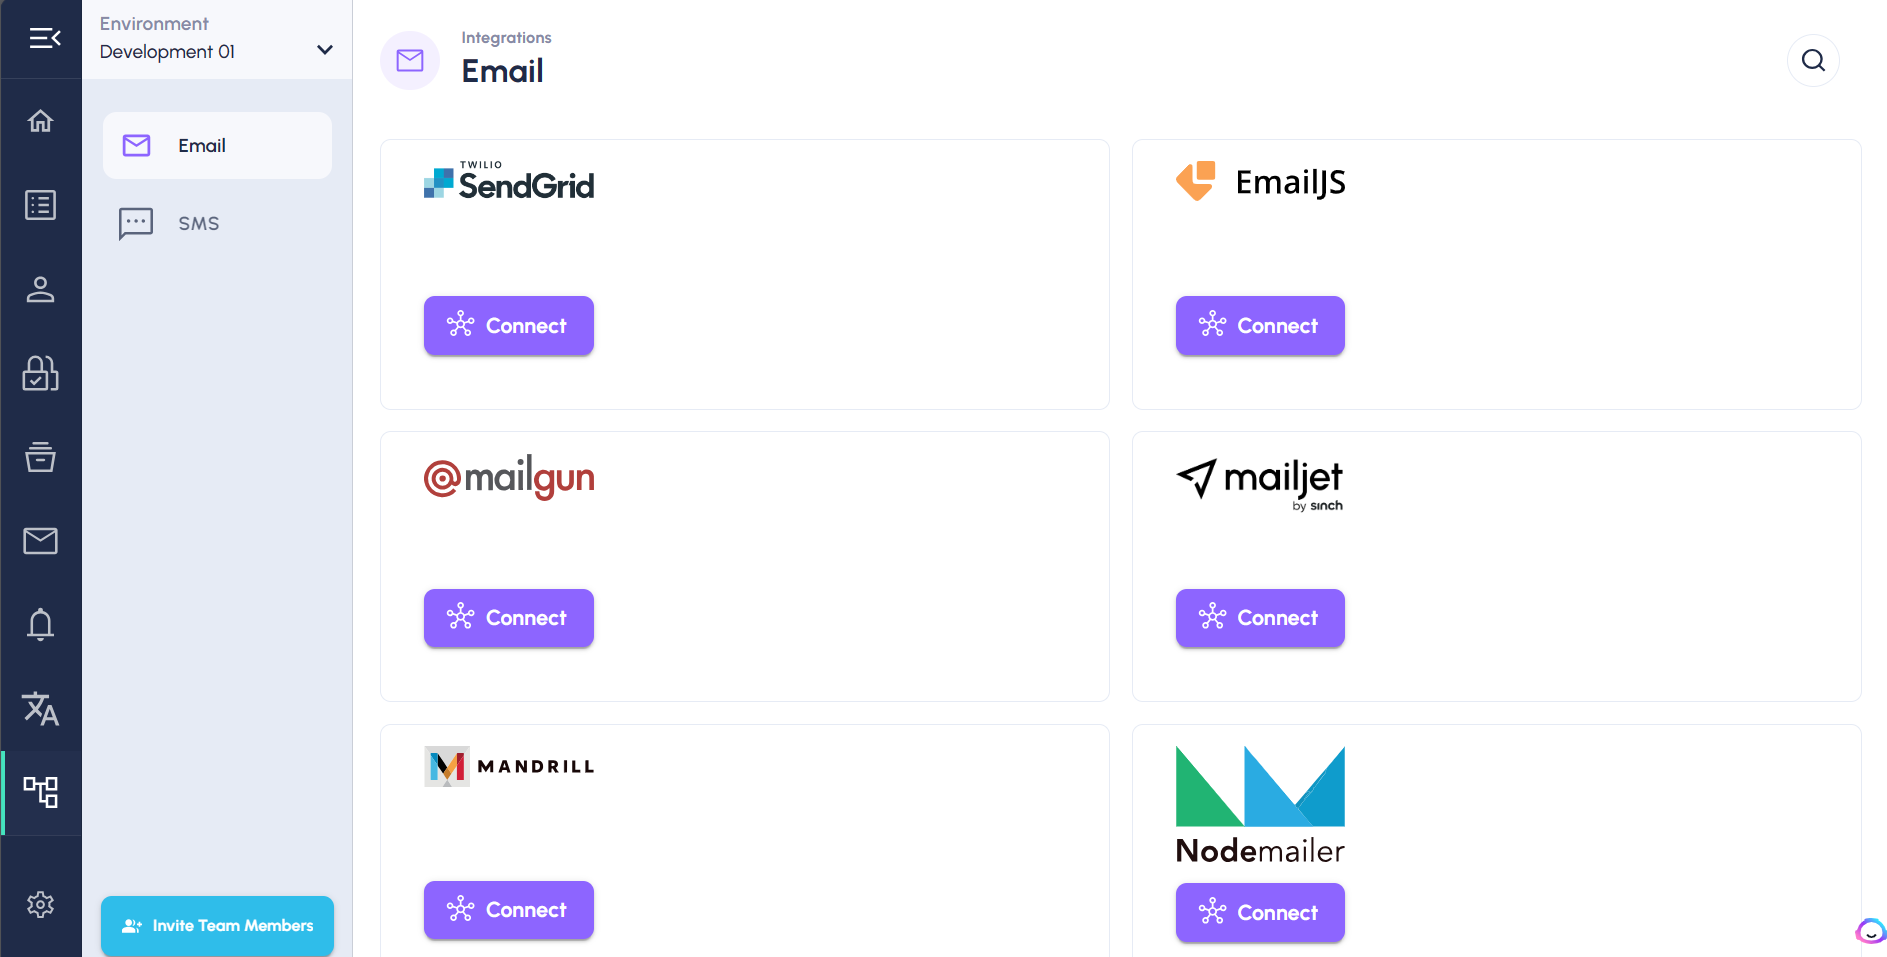 Environment
Development 01
Email
SMS
Invite Team Members
Integrations
Email
TWILIO
SendGrid
Connect
EmailJS
Connect
@mailgun
Connect
mailjet
by sinch
Connect
MANDRILL
Connect
Nodemailer
Connect